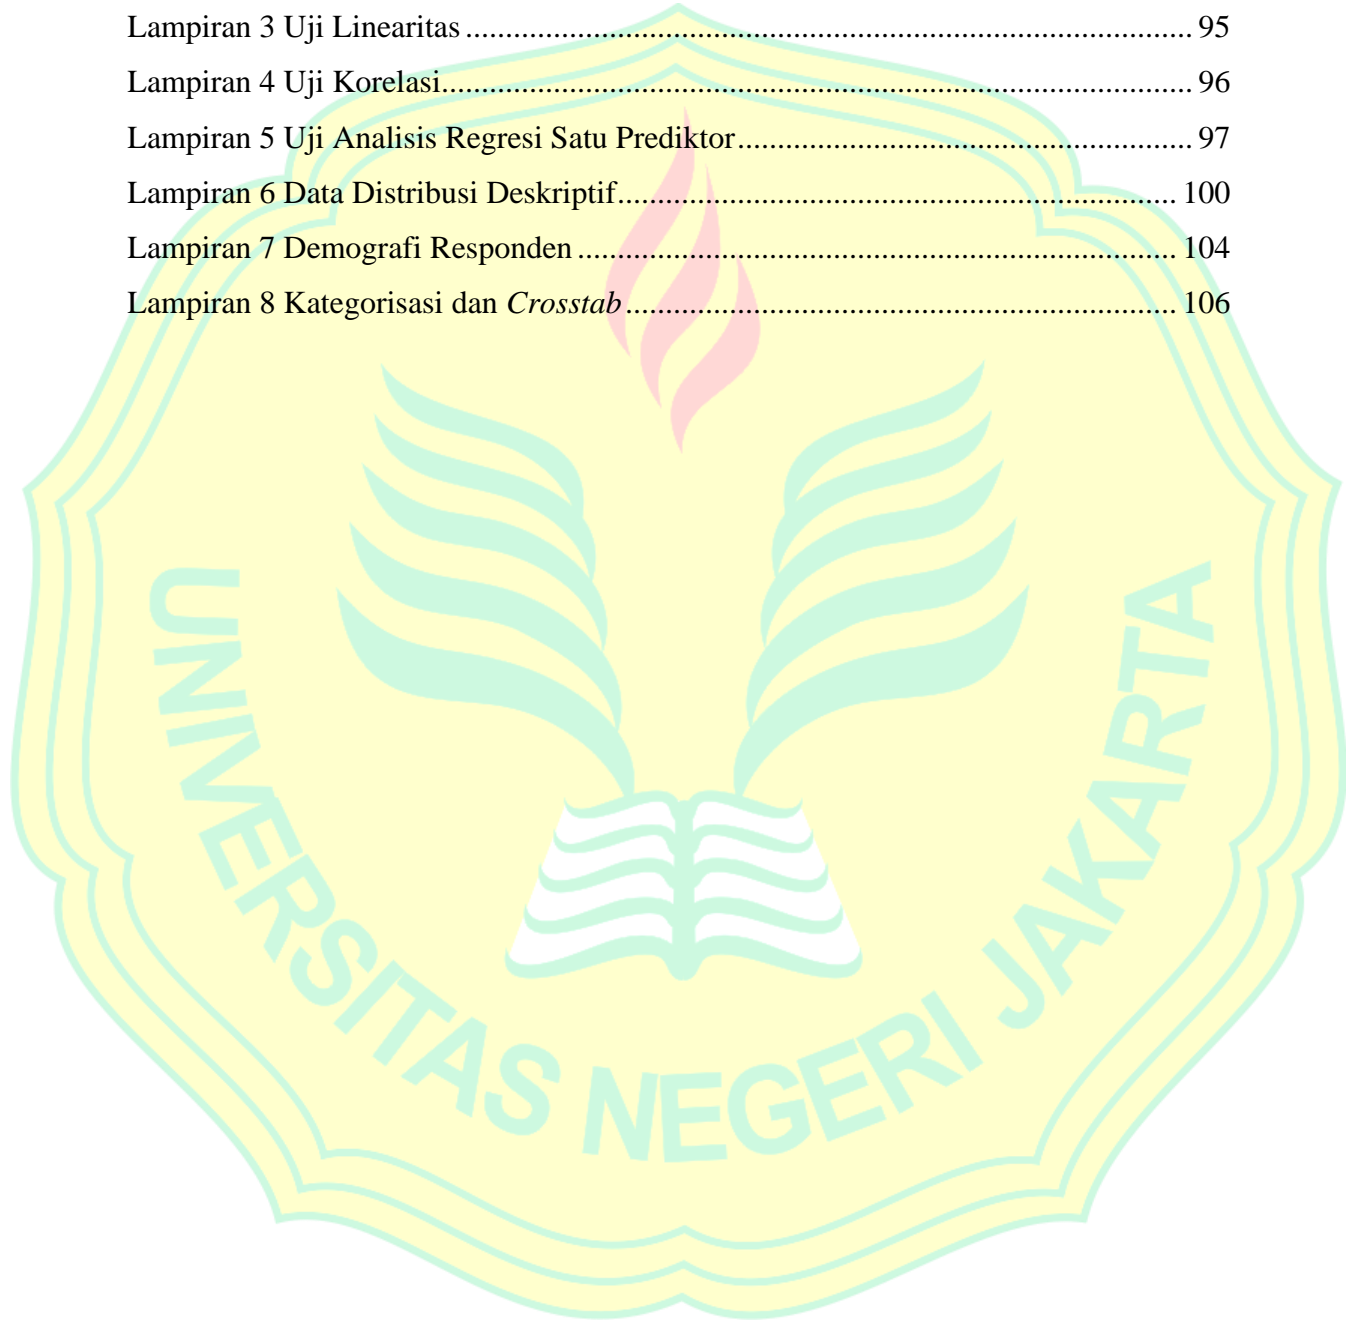 Lampiran 3 Uji Linearitas ........................................................................................... 95
Lampiran 4 Uji Korelasi.............................................................................................. 96
Lampiran 5 Uji Analisis Regresi Satu Prediktor......................................................... 97
Lampiran 6 Data Distribusi Deskriptif...................................................................... 100
Lampiran 7 Demografi Responden ........................................................................... 104
Lampiran 8 Kategorisasi dan Crosstab ..................................................................... 106
UNIVERSITAS NEGERI JAKARTA